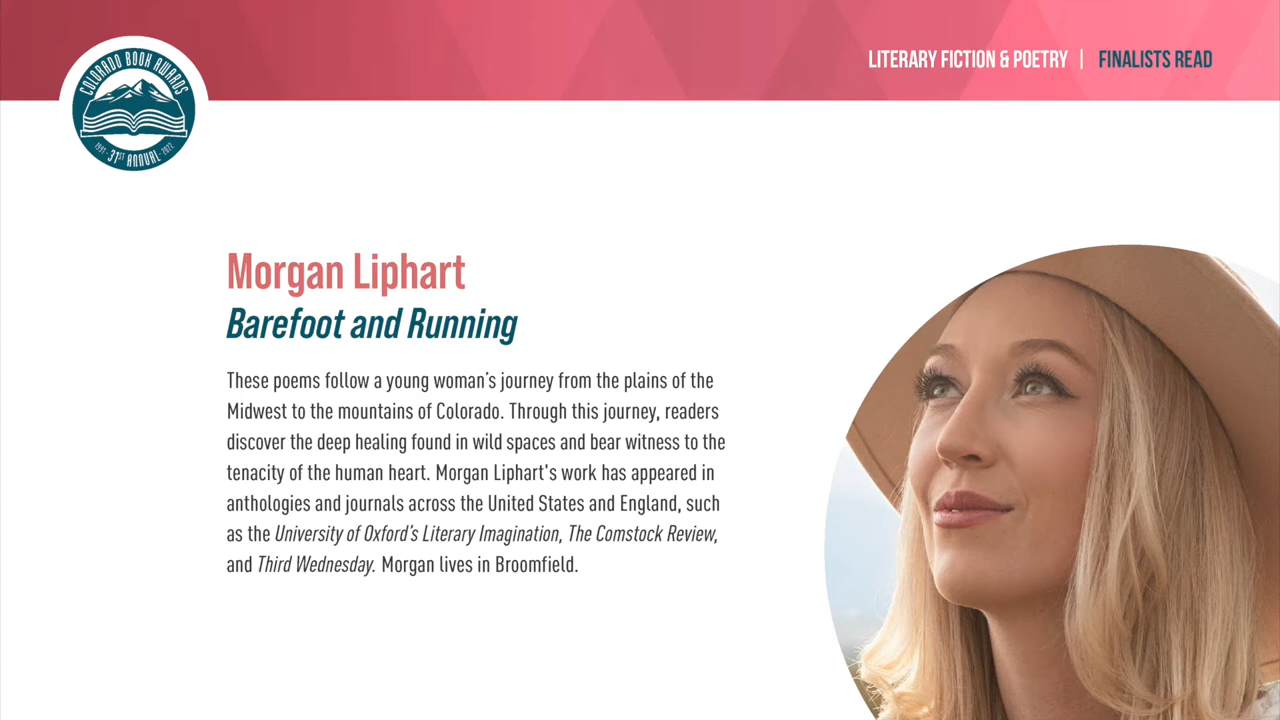 COLORADO BOOK AWARDS
1991 · 31ST ANNUAL · 2022
LITERARY FICTION & POETRY | FINALISTS READ
Morgan Liphart
Barefoot and Running
These poems follow a young woman's journey from the plains of the
Midwest to the mountains of Colorado. Through this journey, readers
discover the deep healing found in wild spaces and bear witness to the
tenacity of the human heart. Morgan Liphart's work has appeared in
anthologies and journals across the United States and England, such
as the University of Oxford's Literary Imagination, The Comstock Review,
and Third Wednesday. Morgan lives in Broomfield.